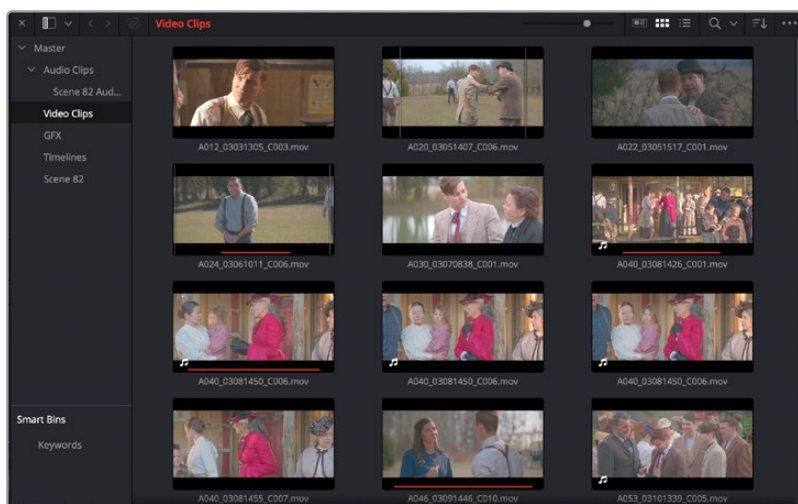 Video Clips
Master
Audio Clips
Scene 82 Aud...
Video Clips
GFX
Timelines
Scene 82
A012_03031305_C003.mov
A020_03051407_C006.mov
A022_03051517_C001.mov
A024_03061011_C006.mov
A030_03070838_C001.mov
A040_03081426_C001.mov
A040_03081450_C006.mov
A040_03081450_C006.mov
A040_03081450_C006.mov
A040_03081455_C007.mov
A046_03091446_C010.mov
A053_03101339_C005.mov
Smart Bins
Keywords